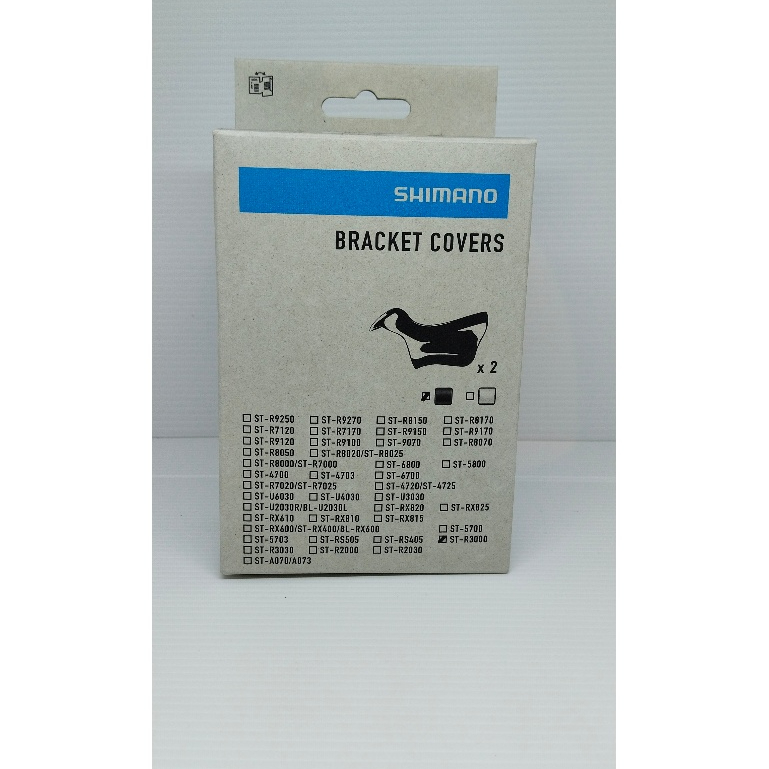 SHIMANO
BRACKET COVERS
x 2
ST-R9250 ST-R9270 ST-R8150 ST-R8170
ST-R7120 ST-R7170 ST-R9150 ST-R9170
ST-R9120 ST-R9100 ST-9070 ST-R8070
ST-R8050 ST-R8020/ST-R8025
ST-R8000/ST-R7000 ST-6800 ST-5800
ST-4700 ST-4703 ST-6700
ST-R7020/ST-R7025 ST-4720/ST-4725
ST-U6030 ST-U4030 ST-U3030
ST-U2030R/BL-U2030L ST-RX820 ST-RX825
ST-RX610 ST-RX810 ST-RX815
ST-RX600/ST-RX400/BL-RX600 ST-5700
ST-5703 ST-RS505 ST-RS405 ST-R3000
ST-R3030 ST-R2000 ST-R2030
ST-A070/A073